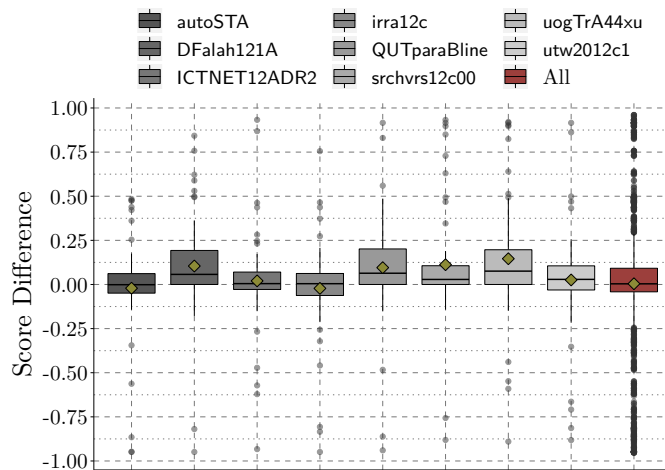 autoSTA irra12c uogTrA44xu
DFalah121A QUTparaBline utw2012c1
ICTNET12ADR2 srchvrs12c00 All
1.00
0.75
0.50
0.25
0.00
-0.25
-0.50
-0.75
-1.00
Score Difference